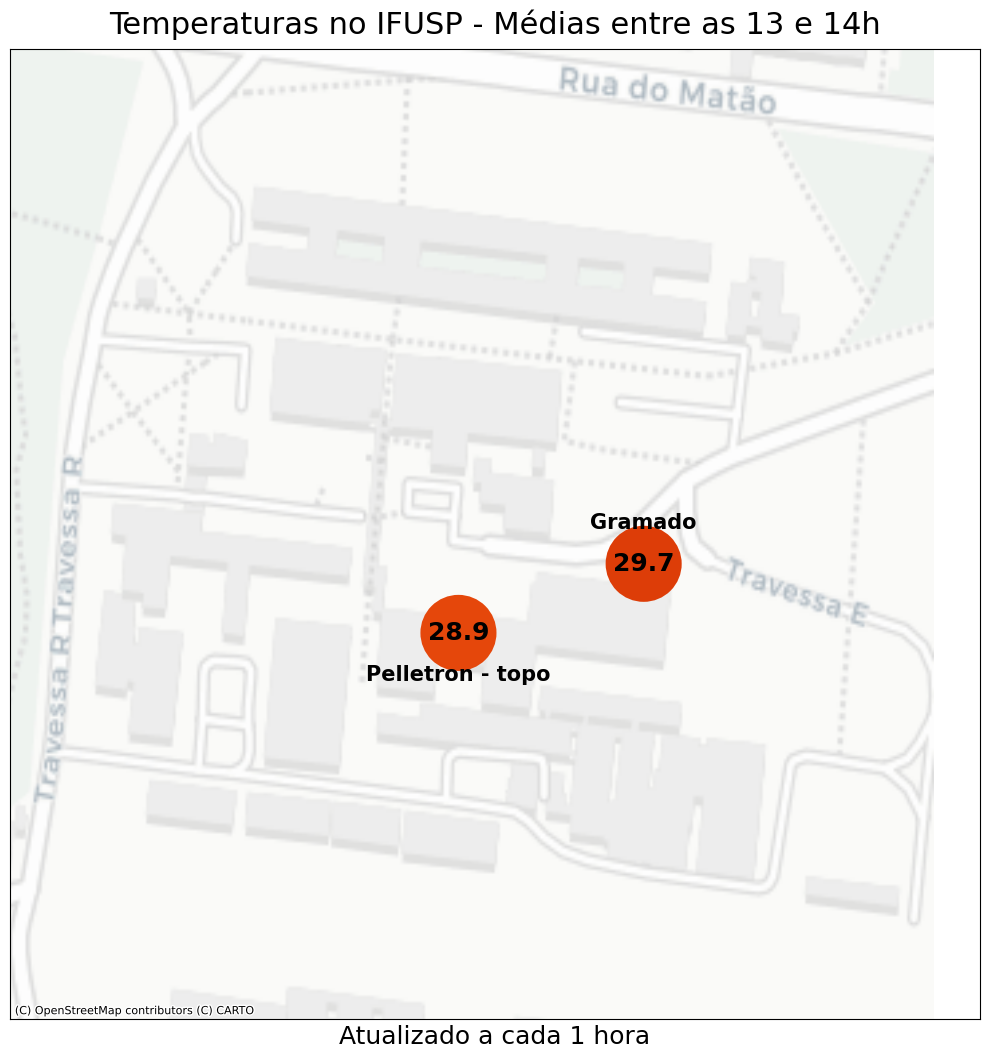 Temperaturas no IFUSP - Médias entre as 13 e 14h
Rua do Matão
Travessa R
Travessa R
Gramado
29.7
Travessa E
28.9
Pelletron - topo
(C) OpenStreetMap contributors (C) CARTO
Atualizado a cada 1 hora